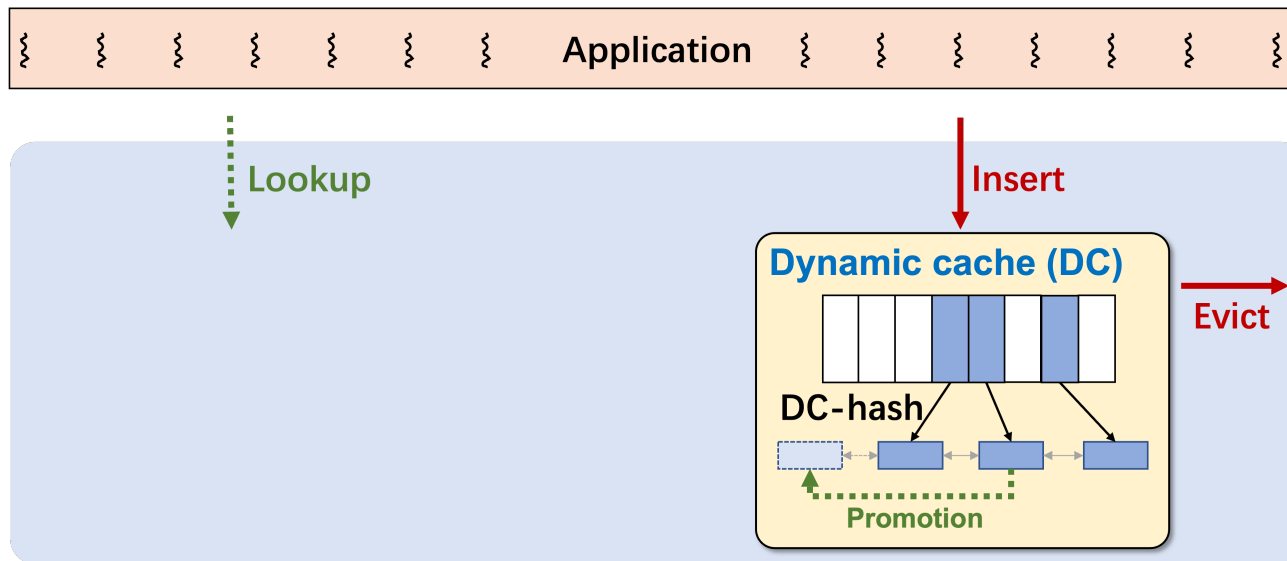 Application
Lookup
Insert
Dynamic cache (DC)
Evict
DC-hash
Promotion